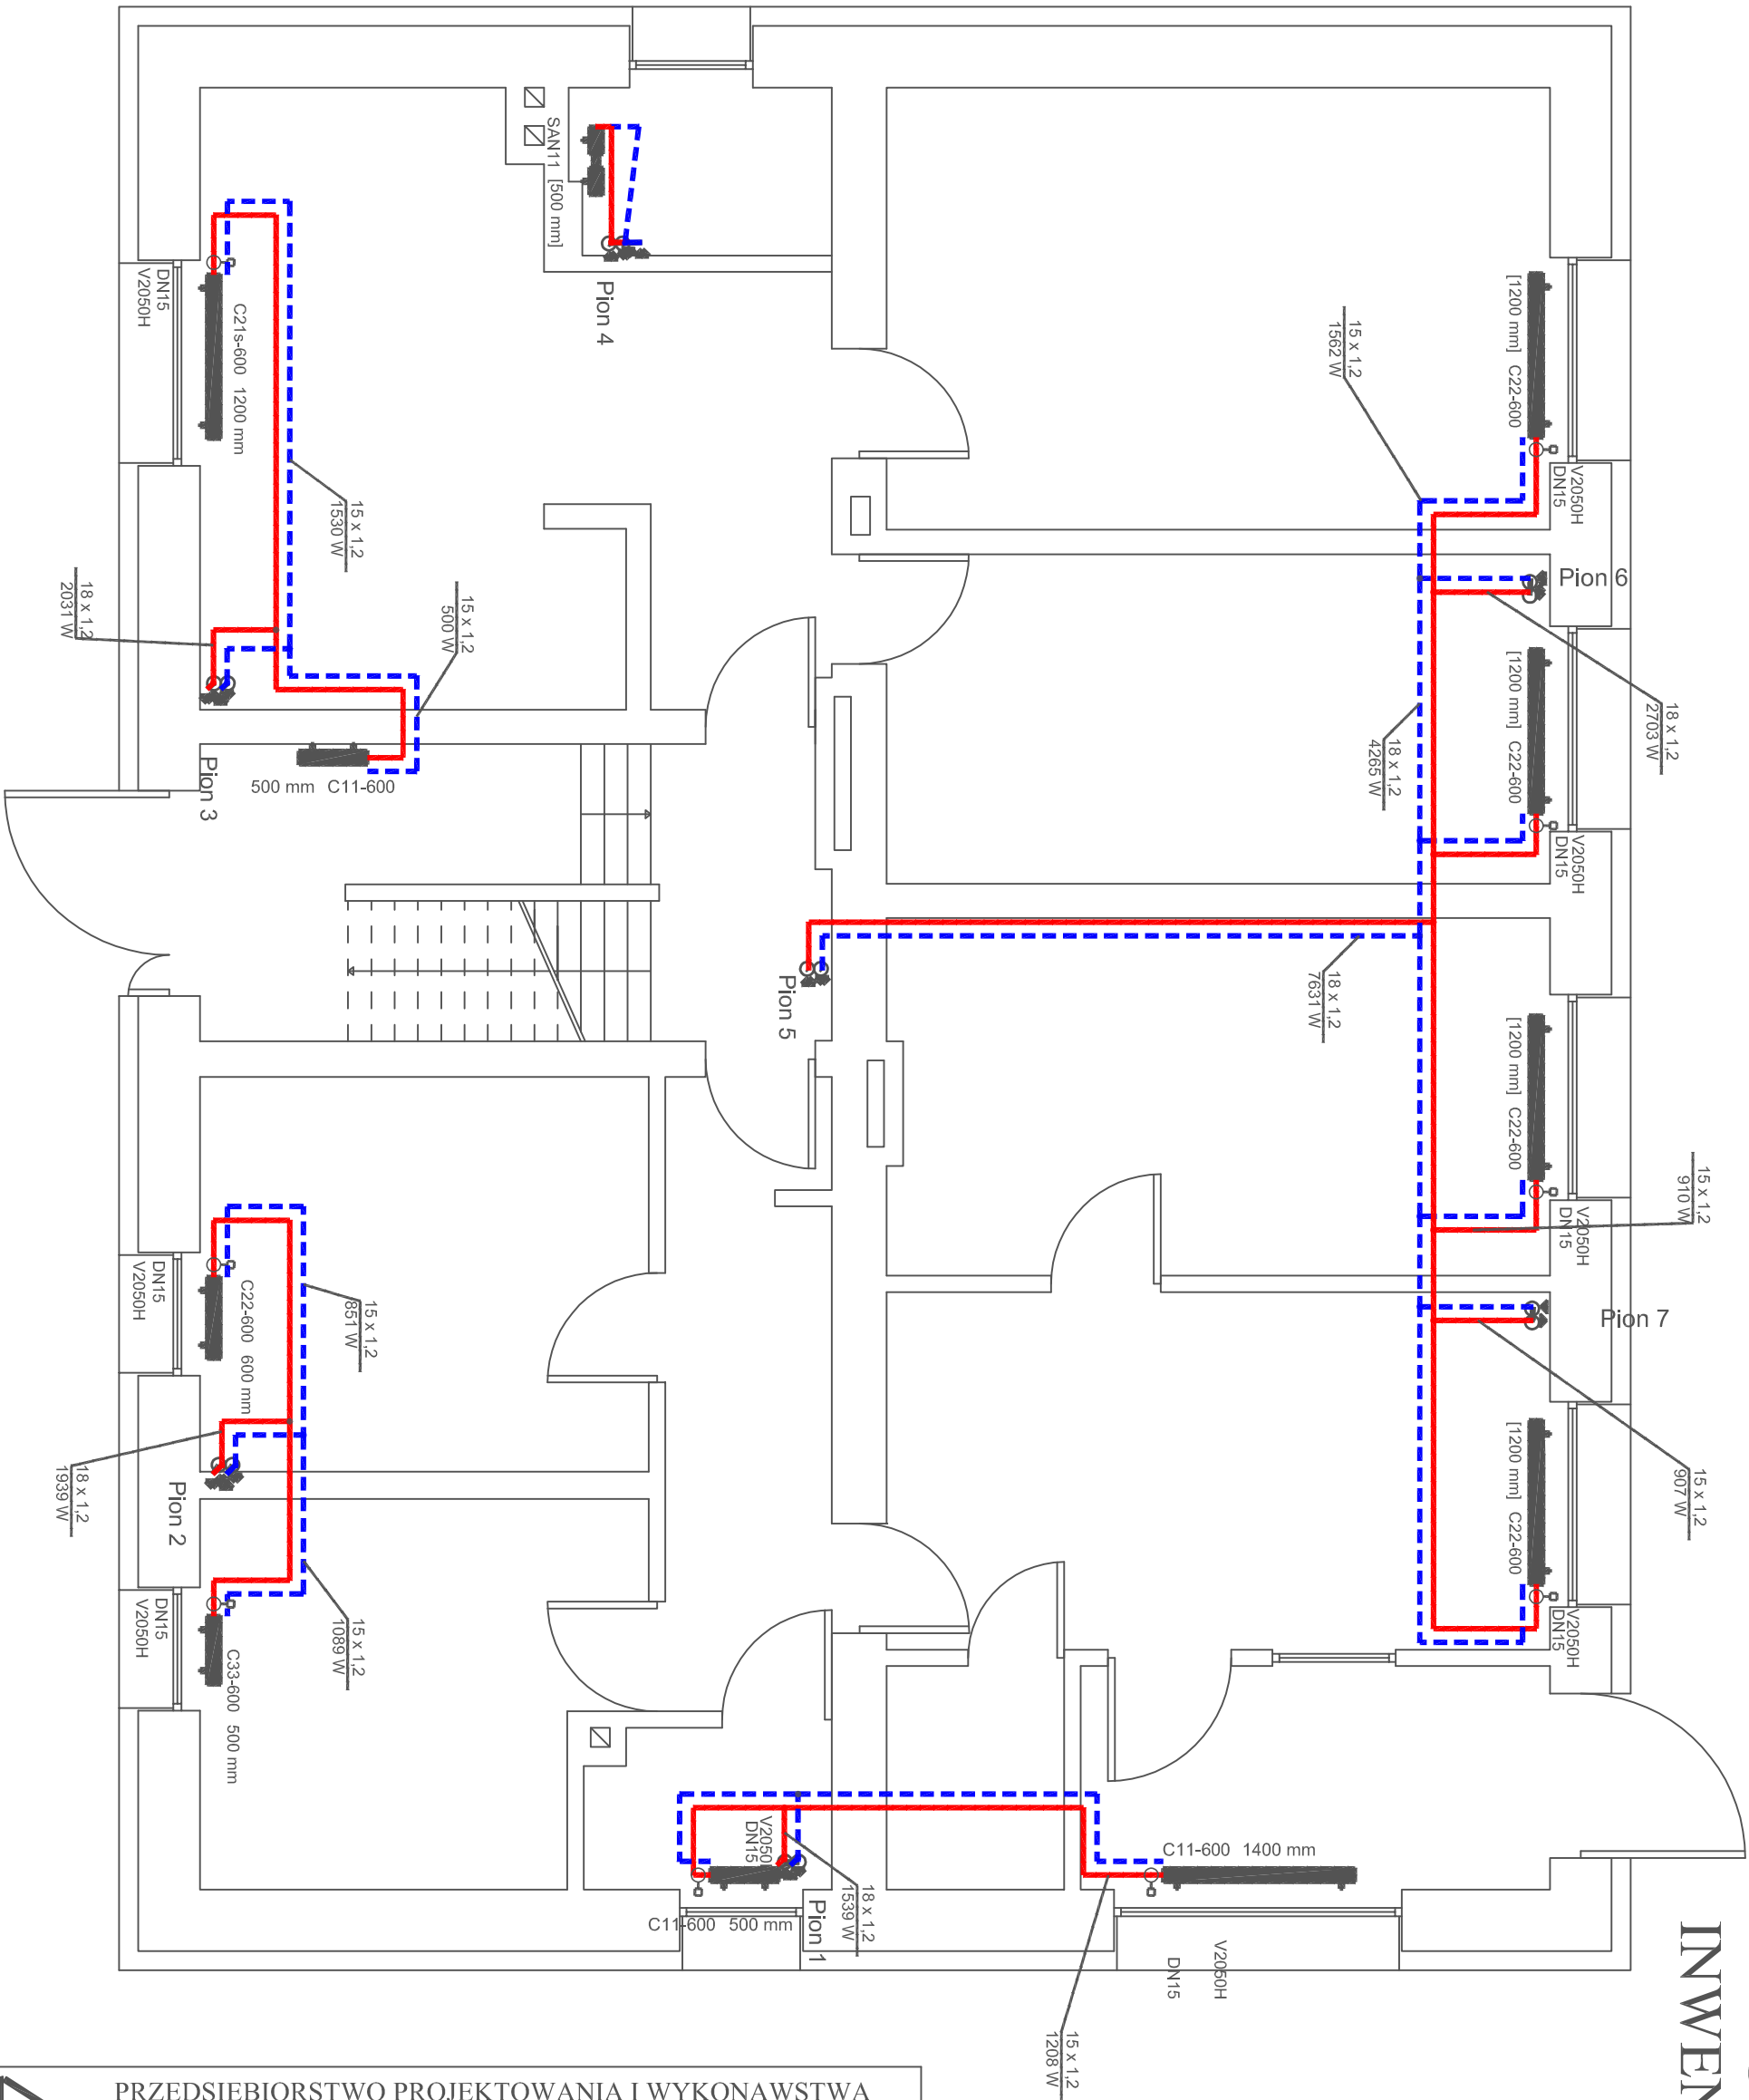 SAN11 [500 mm]
Pion 4
DN15
V2050H
C21s-600 1200 mm
15 x 1,2
1530 W
18 x 1,2
2031 W
15 x 1,2
500 W
Pion 3
500 mm C11-600
[1200 mm] C22-600
V2050H
DN15
15 x 1,2
1562 W
Pion 6
18 x 1,2
2703 W
[1200 mm] C22-600
V2050H
DN15
18 x 1,2
4265 W
Pion 5
18 x 1,2
7631 W
[1200 mm] C22-600
V2050H
DN15
15 x 1,2
910 W
Pion 7
15 x 1,2
907 W
[1200 mm] C22-600
V2050H
DN15
DN15
V2050H
C22-600 600 mm
15 x 1,2
851 W
18 x 1,2
1939 W
Pion 2
15 x 1,2
1089 W
DN15
V2050H
C33-600 500 mm
V2050
DN15
C11-600 500 mm
Pion 1
18 x 1,2
1539 W
C11-600 1400 mm
V2050H
DN15
15 x 1,2
1208 W
INWEN
PRZEDSIĘBIORSTWO PROJEKTOWANIA I WYKONAWSTWA